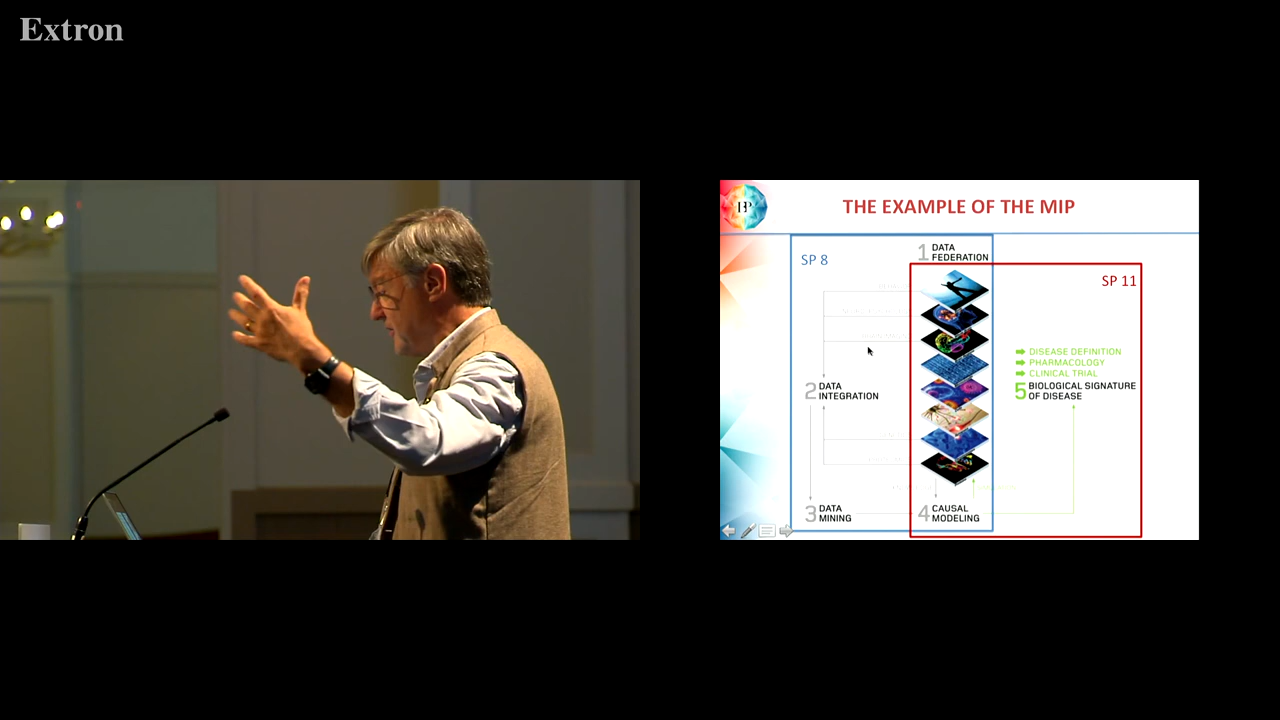 Extron
HBP
THE EXAMPLE OF THE MIP
SP 8
1 DATA
FEDERATION
SP 11
DISEASE DEFINITION
PHARMACOLOGY
CLINICAL TRIAL
2 DATA
INTEGRATION
5 BIOLOGICAL SIGNATURE
OF DISEASE
3 DATA
MINING
4 CAUSAL
MODELING